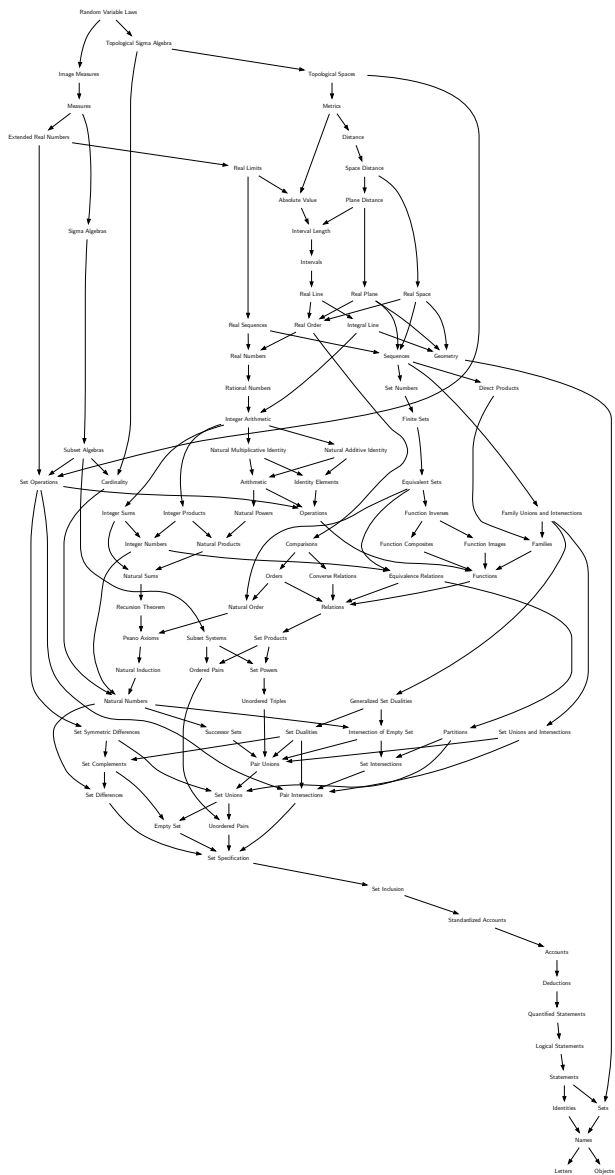 Random Variable Laws
Topological Sigma Algebra
Image Measures
Topological Spaces
Measures
Metrics
Extended Real Numbers
Distance
Real Limits
Space Distance
Absolute Value
Plane Distance
Sigma Algebras
Interval Length
Intervals
Real Line
Real Plane
Real Space
Real Sequences
Real Order
Integral Line
Real Numbers
Sequences
Geometry
Rational Numbers
Set Numbers
Direct Products
Integer Arithmetic
Finite Sets
Subset Algebras
Natural Multiplicative Identity
Natural Additive Identity
Set Operations
Cardinality
Arithmetic
Identity Elements
Equivalent Sets
Integer Sums
Integer Products
Natural Powers
Operations
Function Inverses
Family Unions and Intersections
Integer Numbers
Natural Products
Comparisons
Function Composites
Function Images
Families
Natural Sums
Orders
Converse Relations
Equivalence Relations
Functions
Recursion Theorem
Natural Order
Relations
Peano Axioms
Subset Systems
Set Products
Natural Induction
Ordered Pairs
Set Powers
Natural Numbers
Unordered Triples
Generalized Set Dualities
Set Symmetric Differences
Successor Sets
Set Dualities
Intersection of Empty Set
Partitions
Set Unions and Intersections
Set Complements
Pair Unions
Set Intersections
Set Differences
Set Unions
Pair Intersections
Empty Set
Unordered Pairs
Set Specification
Set Inclusion
Standardized Accounts
Accounts
Deductions
Quantified Statements
Logical Statements
Statements
Identities
Sets
Names
Letters
Objects